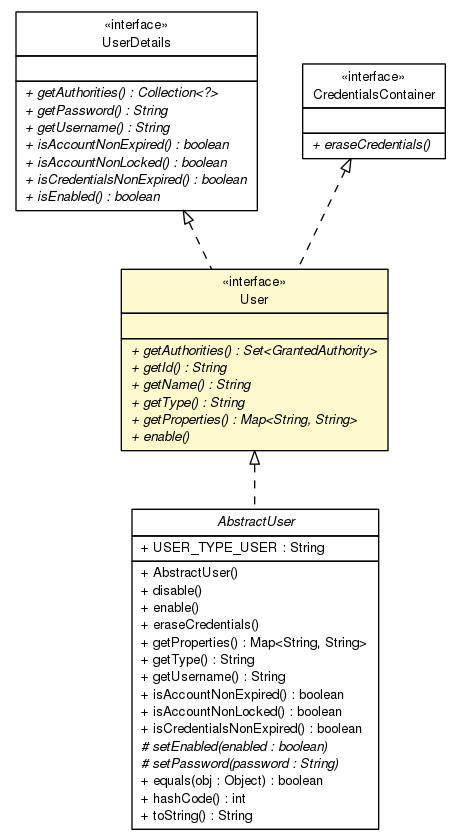 «interface»
UserDetails
+ getAuthorities() : Collection<?>
+ getPassword() : String
+ getUsername() : String
+ isAccountNonExpired() : boolean
+ isAccountNonLocked() : boolean
+ isCredentialsNonExpired() : boolean
+ isEnabled() : boolean
«interface»
CredentialsContainer
+ eraseCredentials()
«interface»
User
+ getAuthorities() : Set<GrantedAuthority>
+ getId() : String
+ getName() : String
+ getType() : String
+ getProperties() : Map<String, String>
+ enable()
AbstractUser
+ USER_TYPE_USER : String
+ AbstractUser()
+ disable()
+ enable()
+ eraseCredentials()
+ getProperties() : Map<String, String>
+ getType() : String
+ getUsername() : String
+ isAccountNonExpired() : boolean
+ isAccountNonLocked() : boolean
+ isCredentialsNonExpired() : boolean
# setEnabled(enabled : boolean)
# setPassword(password : String)
+ equals(obj : Object) : boolean
+ hashCode() : int
+ toString() : String